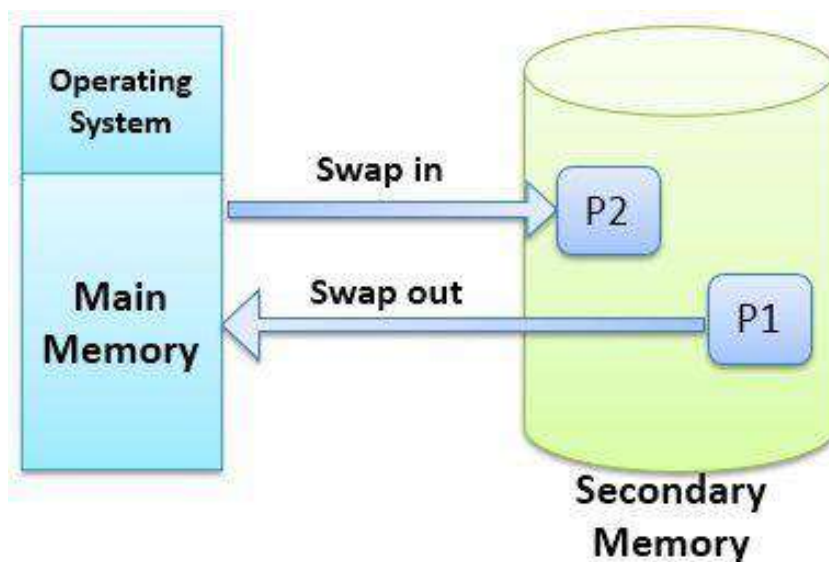 Operating
System
Swap in
P2
Main
Memory
Swap out
P1
Secondary
Memory